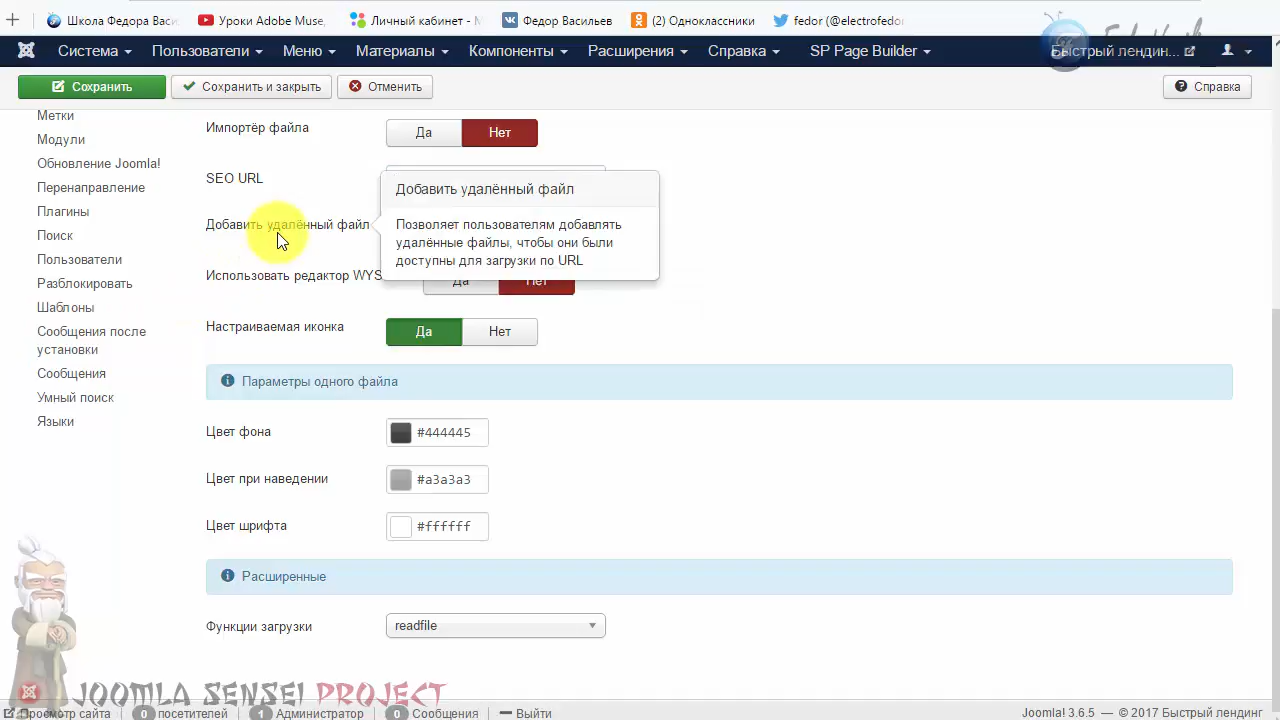 Школа Федора Васи
Уроки Adobe Muse,
Личный кабинет -
Федор Васильев
(2) Одноклассники
fedor (@electrofedor
Система
Пользователи
Меню
Материалы
Компоненты
Расширения
Справка
SP Page Builder
Быстрый лендин...
Сохранить
Сохранить и закрыть
Отменить
Справка
Метки
Модули
Обновление Joomla!
Перенаправление
Плагины
Поиск
Пользователи
Разблокировать
Шаблоны
Сообщения после
установки
Сообщения
Умный поиск
Языки
Импортёр файла
Да
Нет
SEO URL
Добавить удалённый файл
Добавить удалённый файл
Позволяет пользователям добавлять
удалённые файлы, чтобы они были
доступны для загрузки по URL
Использовать редактор WYS
Да
Нет
Настраиваемая иконка
Да
Нет
Параметры одного файла
Цвет фона
#444445
Цвет при наведении
#a3a3a3
Цвет шрифта
#ffffff
Расширенные
Функции загрузки
readfile
JOOMLA SENSEI PROJECT
Просмотр сайта
0 посетителей
1 Администратор
0 Сообщения
Выйти
Joomla! 3.6.5 — © 2017 Быстрый лендинг